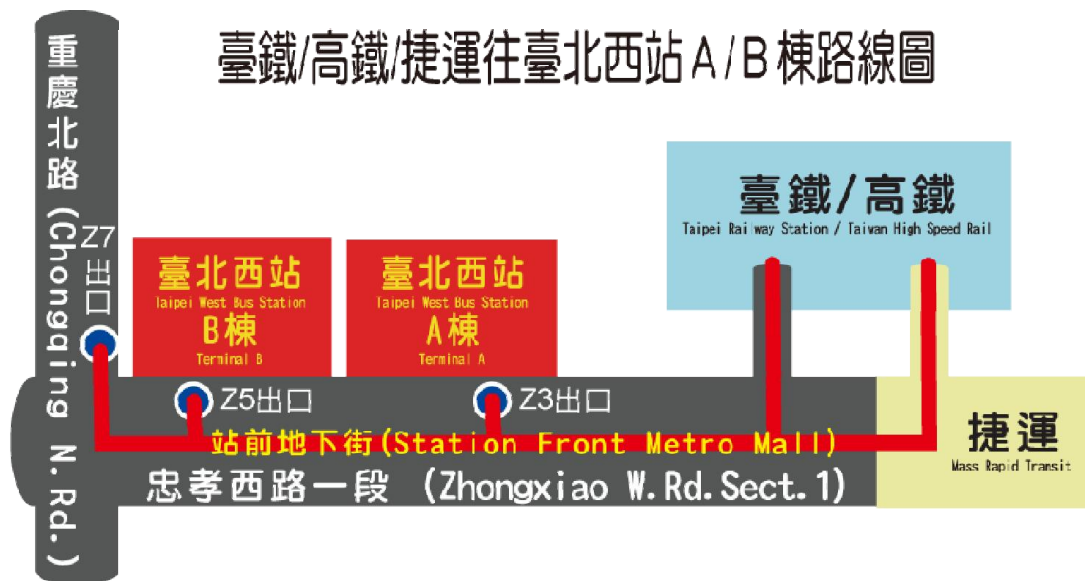 臺鐵/高鐵/捷運往臺北西站A/B棟路線圖
重慶北路(Chongqing N. Rd.)
Z7
出口
臺北西站
Taipei West Bus Station
B棟
Terminal B
臺北西站
Taipei West Bus Station
A棟
Terminal A
臺鐵/高鐵
Taipei Railway Station / Taiwan High Speed Rail
Z5出口
Z3出口
站前地下街(Station Front Metro Mall)
忠孝西路一段 (Zhongxiao W.Rd.Sect.1)
捷運
Mass Rapid Transit